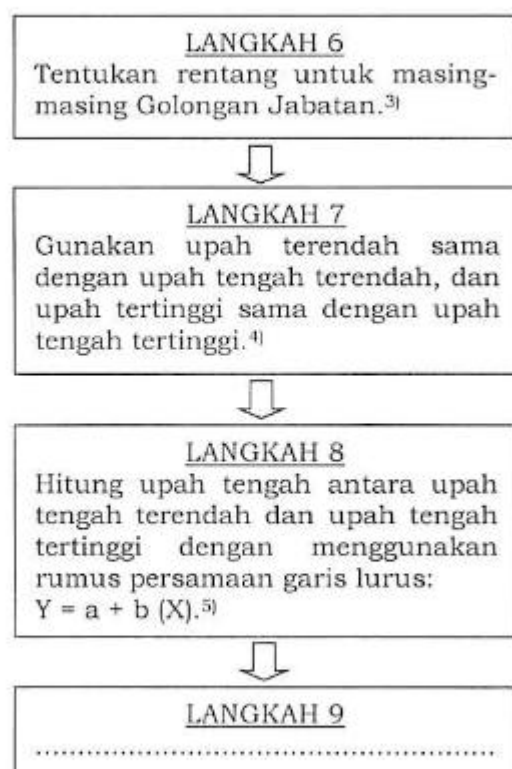 LANGKAH 6
Tentukan rentang untuk masing-
masing Golongan Jabatan.³⁾
LANGKAH 7
Gunakan upah terendah sama
dengan upah tengah terendah, dan
upah tertinggi sama dengan upah
tengah tertinggi.⁴⁾
LANGKAH 8
Hitung upah tengah antara upah
tengah terendah dan upah tengah
tertinggi dengan menggunakan
rumus persamaan garis lurus:
Y = a + b (X).⁵⁾
LANGKAH 9
......................................................